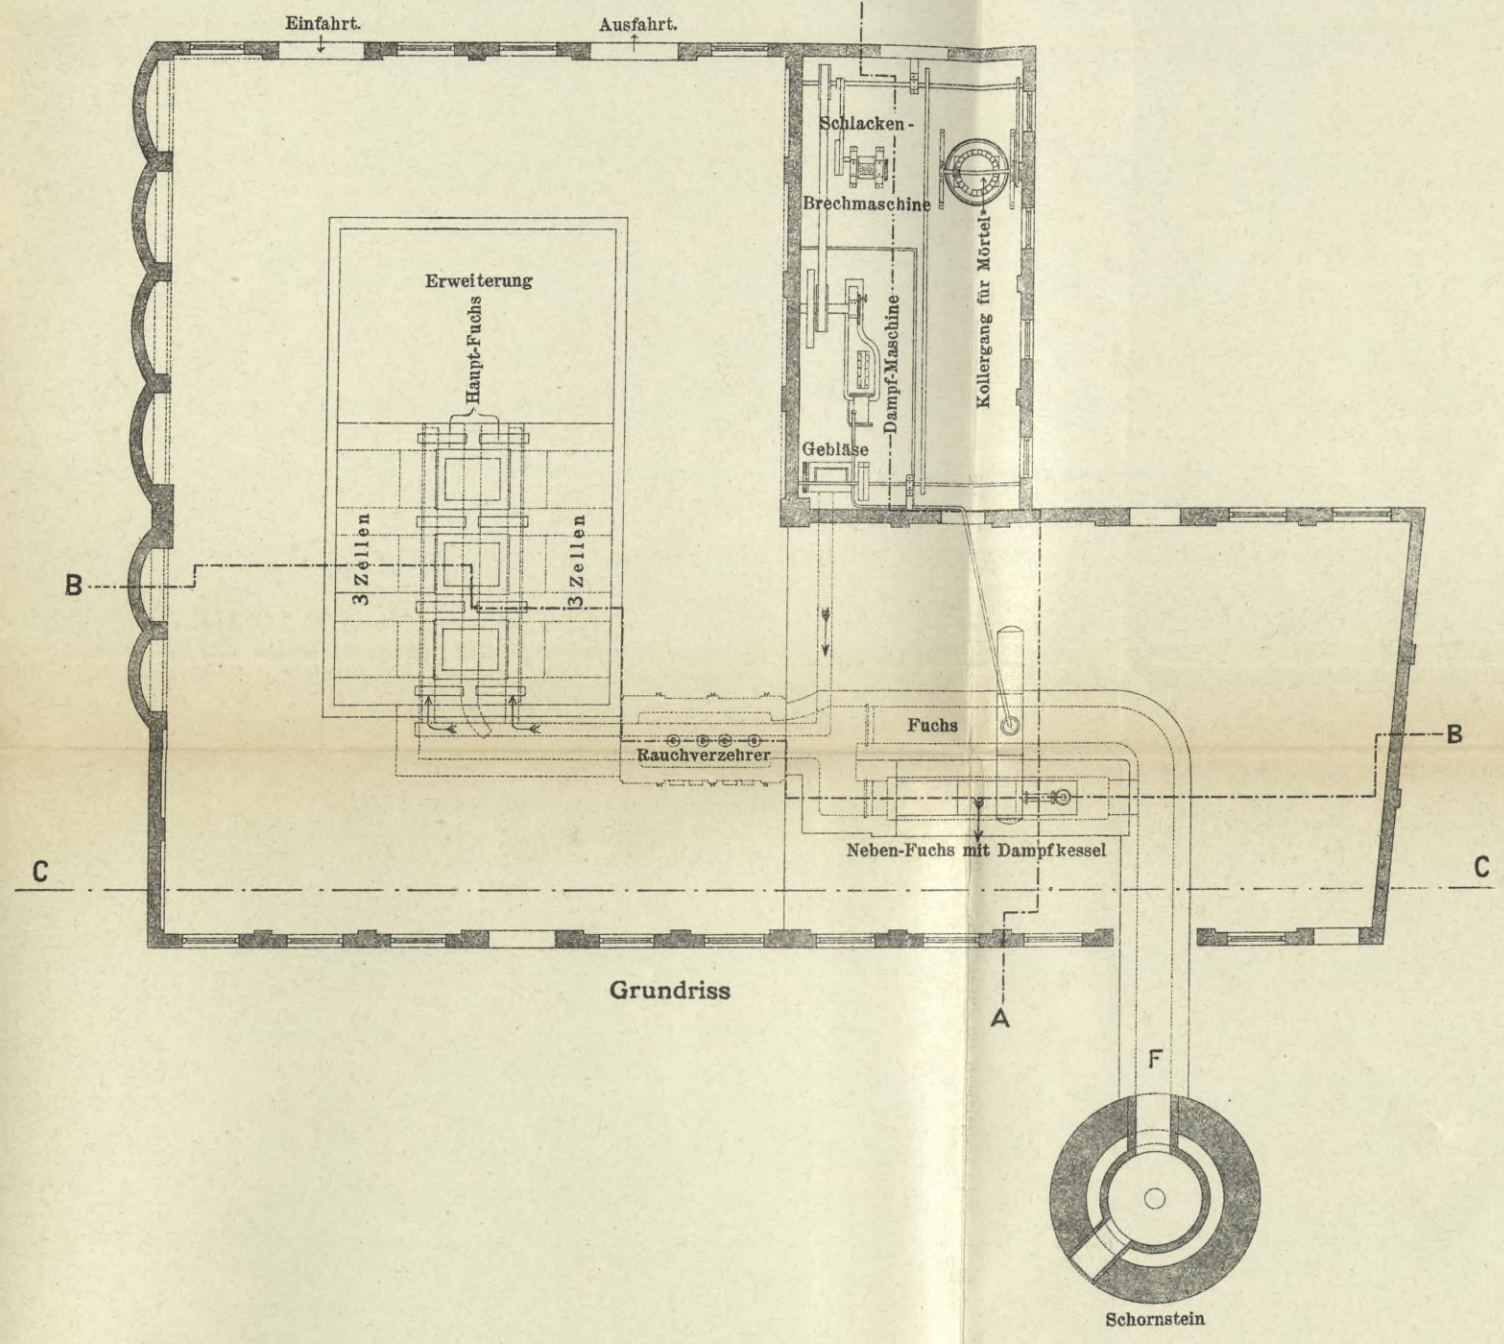 Einfahrt.
Ausfahrt.
Schlacken-
Brechmaschine
Kollergang für Mörtel
Erweiterung
Haupt-Fuchs
Dampf-Maschine
Gebläse
3 Zellen
3 Zellen
B
Fuchs
B
Rauchverzehrer
Neben-Fuchs mit Dampfkessel
C
C
Grundriss
A
F
Schornstein